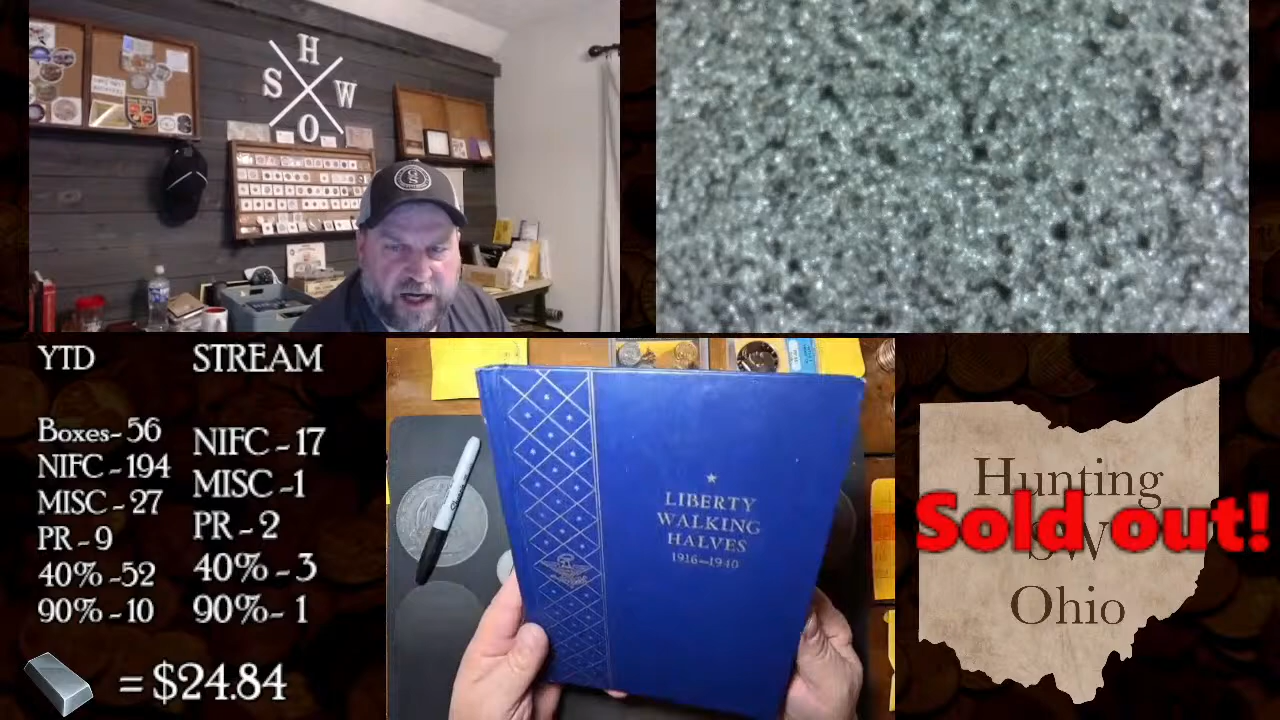 H
S W
O
YTD
Boxes- 56
NIFC - 194
MISC - 27
PR - 9
40% -52
90% - 10
= $24.84
STREAM
NIFC - 17
MISC -1
PR - 2
40% - 3
90% - 1
LIBERTY
WALKING
HALVES
1916-1940
Hunting
SW
Ohio
Sold out!